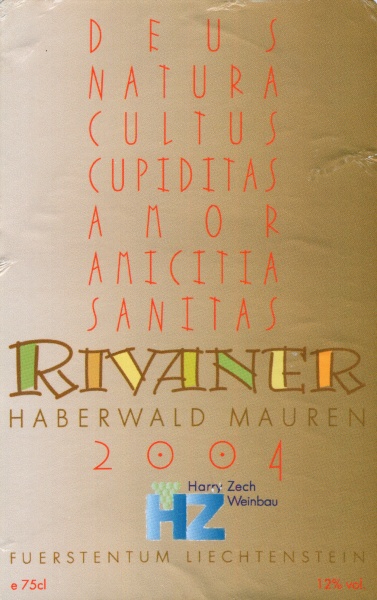 DEUS
NATURA
CULTUS
CUPIDITAS
AMOR
AMICITIA
SANITAS
RIVANER
HABERWALD MAUREN
2004
Harry Zech
Weinbau
HZ
FUERSTENTUM LIECHTENSTEIN
e 75cl 12% vol.